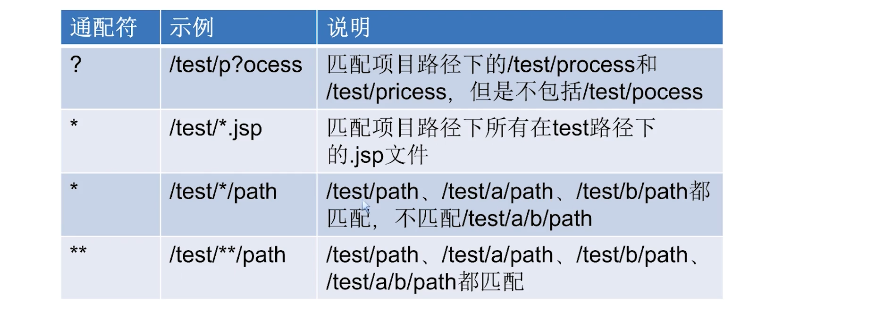 通配符 示例 说明
? /test/p?ocess 匹配项目路径下的/test/process和
/test/pricess，但是不包括/test/pocess
* /test/*.jsp 匹配项目路径下所有在test路径下
的.jsp文件
* /test/*/path /test/path、/test/a/path、/test/b/path都
匹配，不匹配/test/a/b/path
** /test/**/path /test/path、/test/a/path、/test/b/path、
/test/a/b/path都匹配